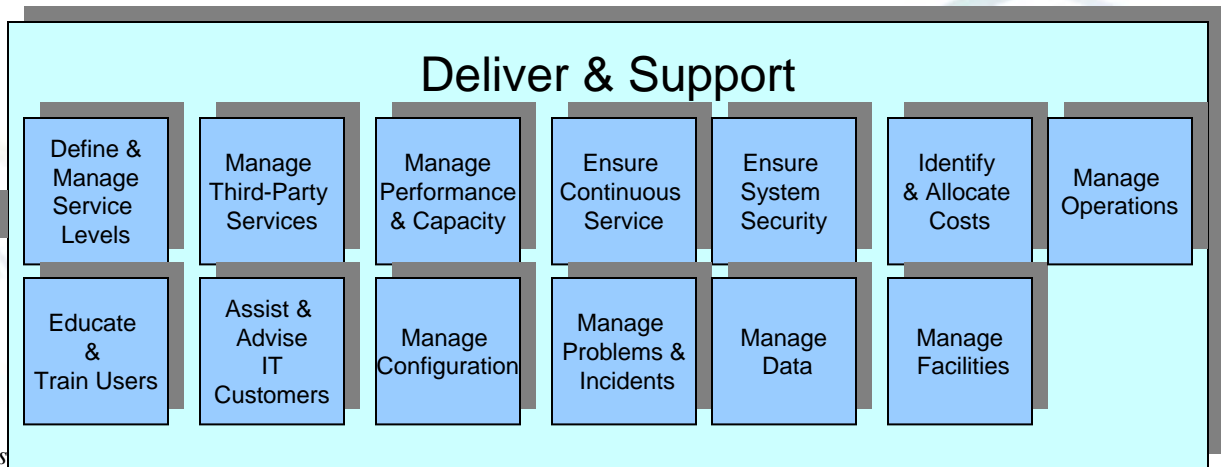 Deliver & Support
Define &
Manage
Service
Levels
Manage
Third-Party
Services
Manage
Performance
& Capacity
Ensure
Continuous
Service
Ensure
System
Security
Identify
& Allocate
Costs
Manage
Operations
Educate
&
Train Users
Assist &
Advise
IT
Customers
Manage
Configuration
Manage
Problems &
Incidents
Manage
Data
Manage
Facilities